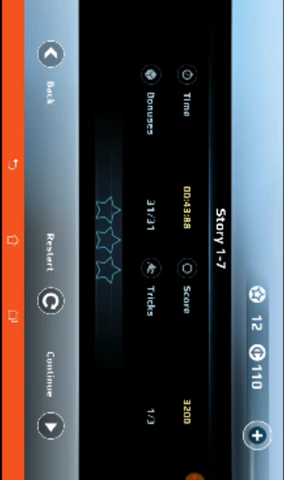 12 110
Story 1-7
Time 00:43:88 Score 3200
Bonuses 31/31 Tricks 1/3
Back Restart Continue